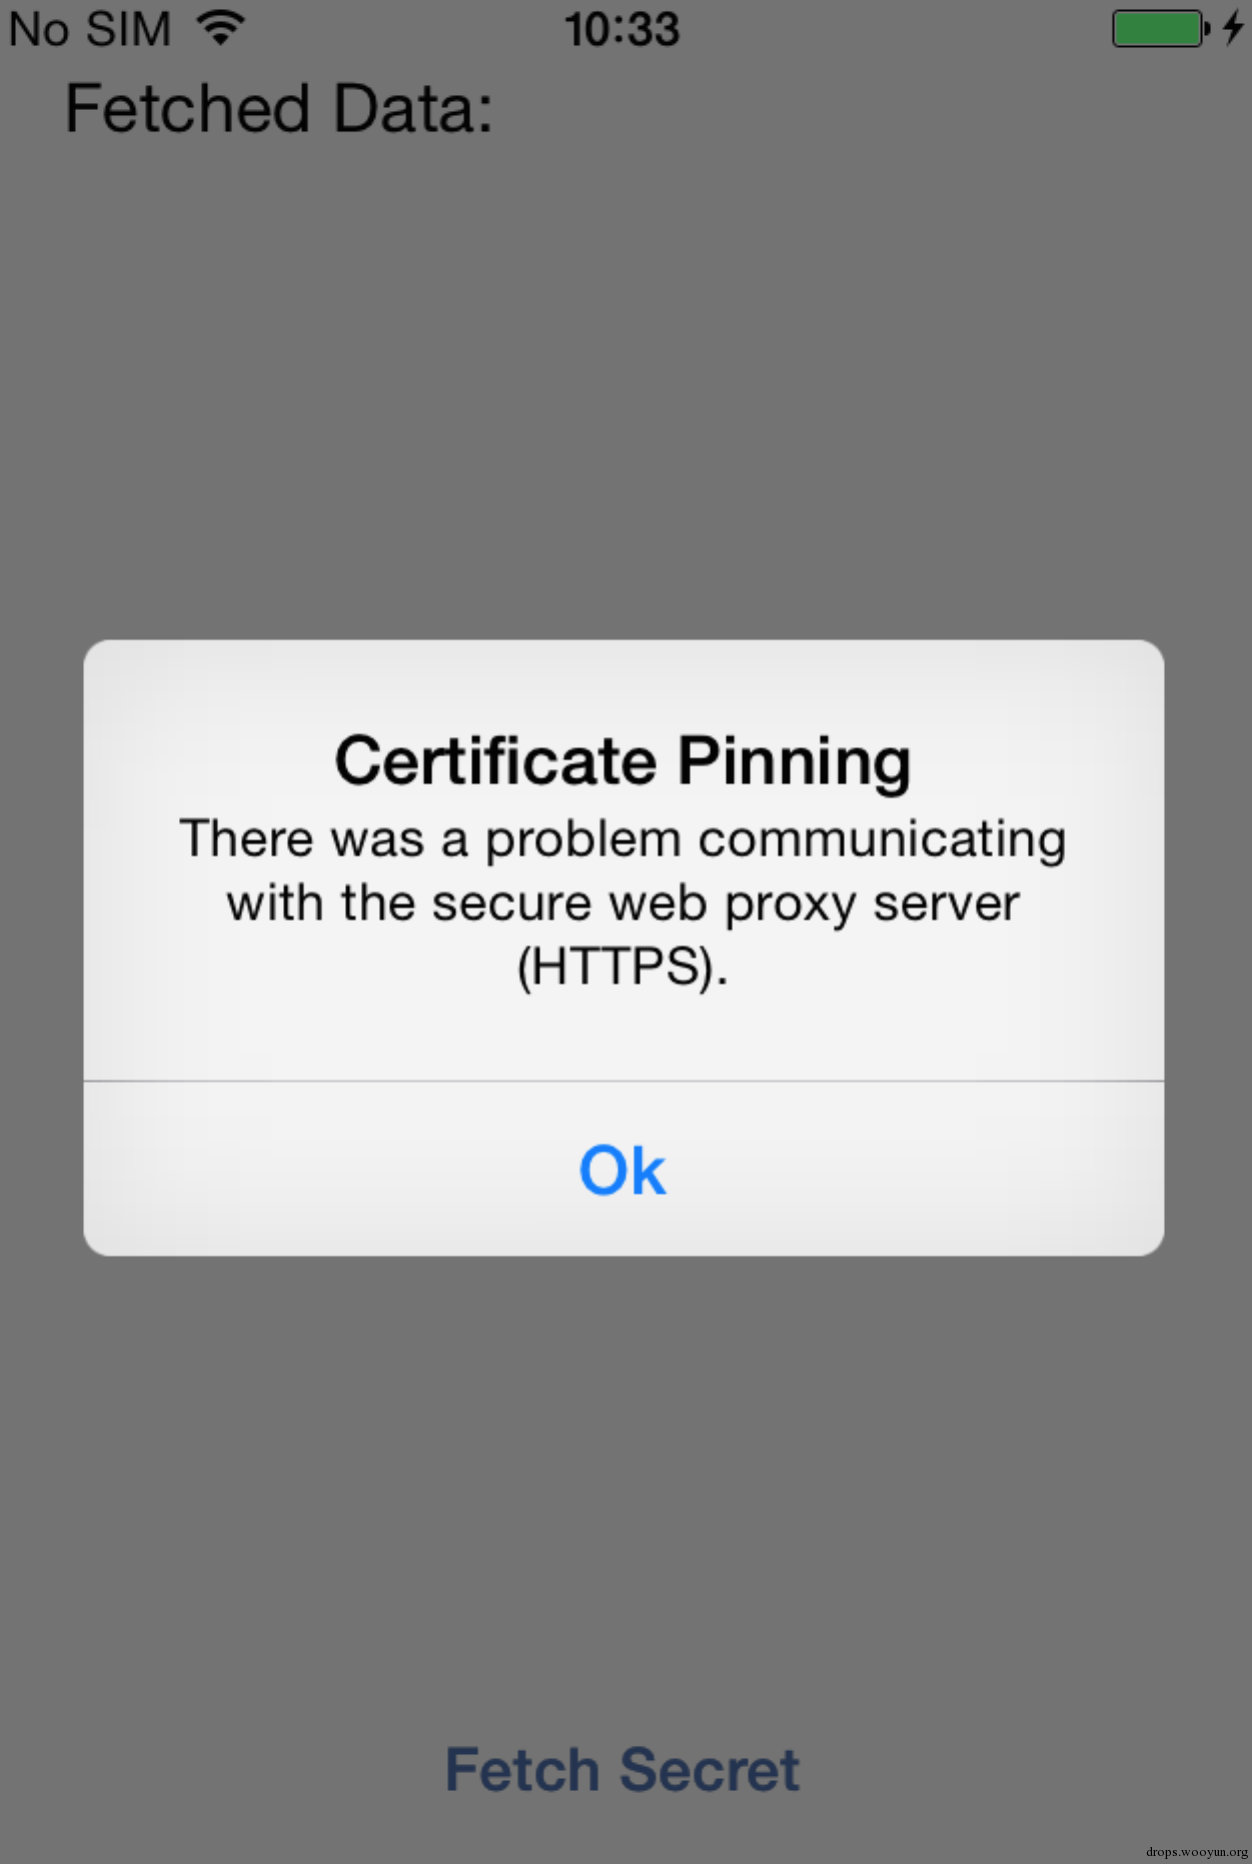 No SIM 10:33
Fetched Data:
Certificate Pinning
There was a problem communicating
with the secure web proxy server
(HTTPS).
Ok
Fetch Secret
drops.wooyun.org